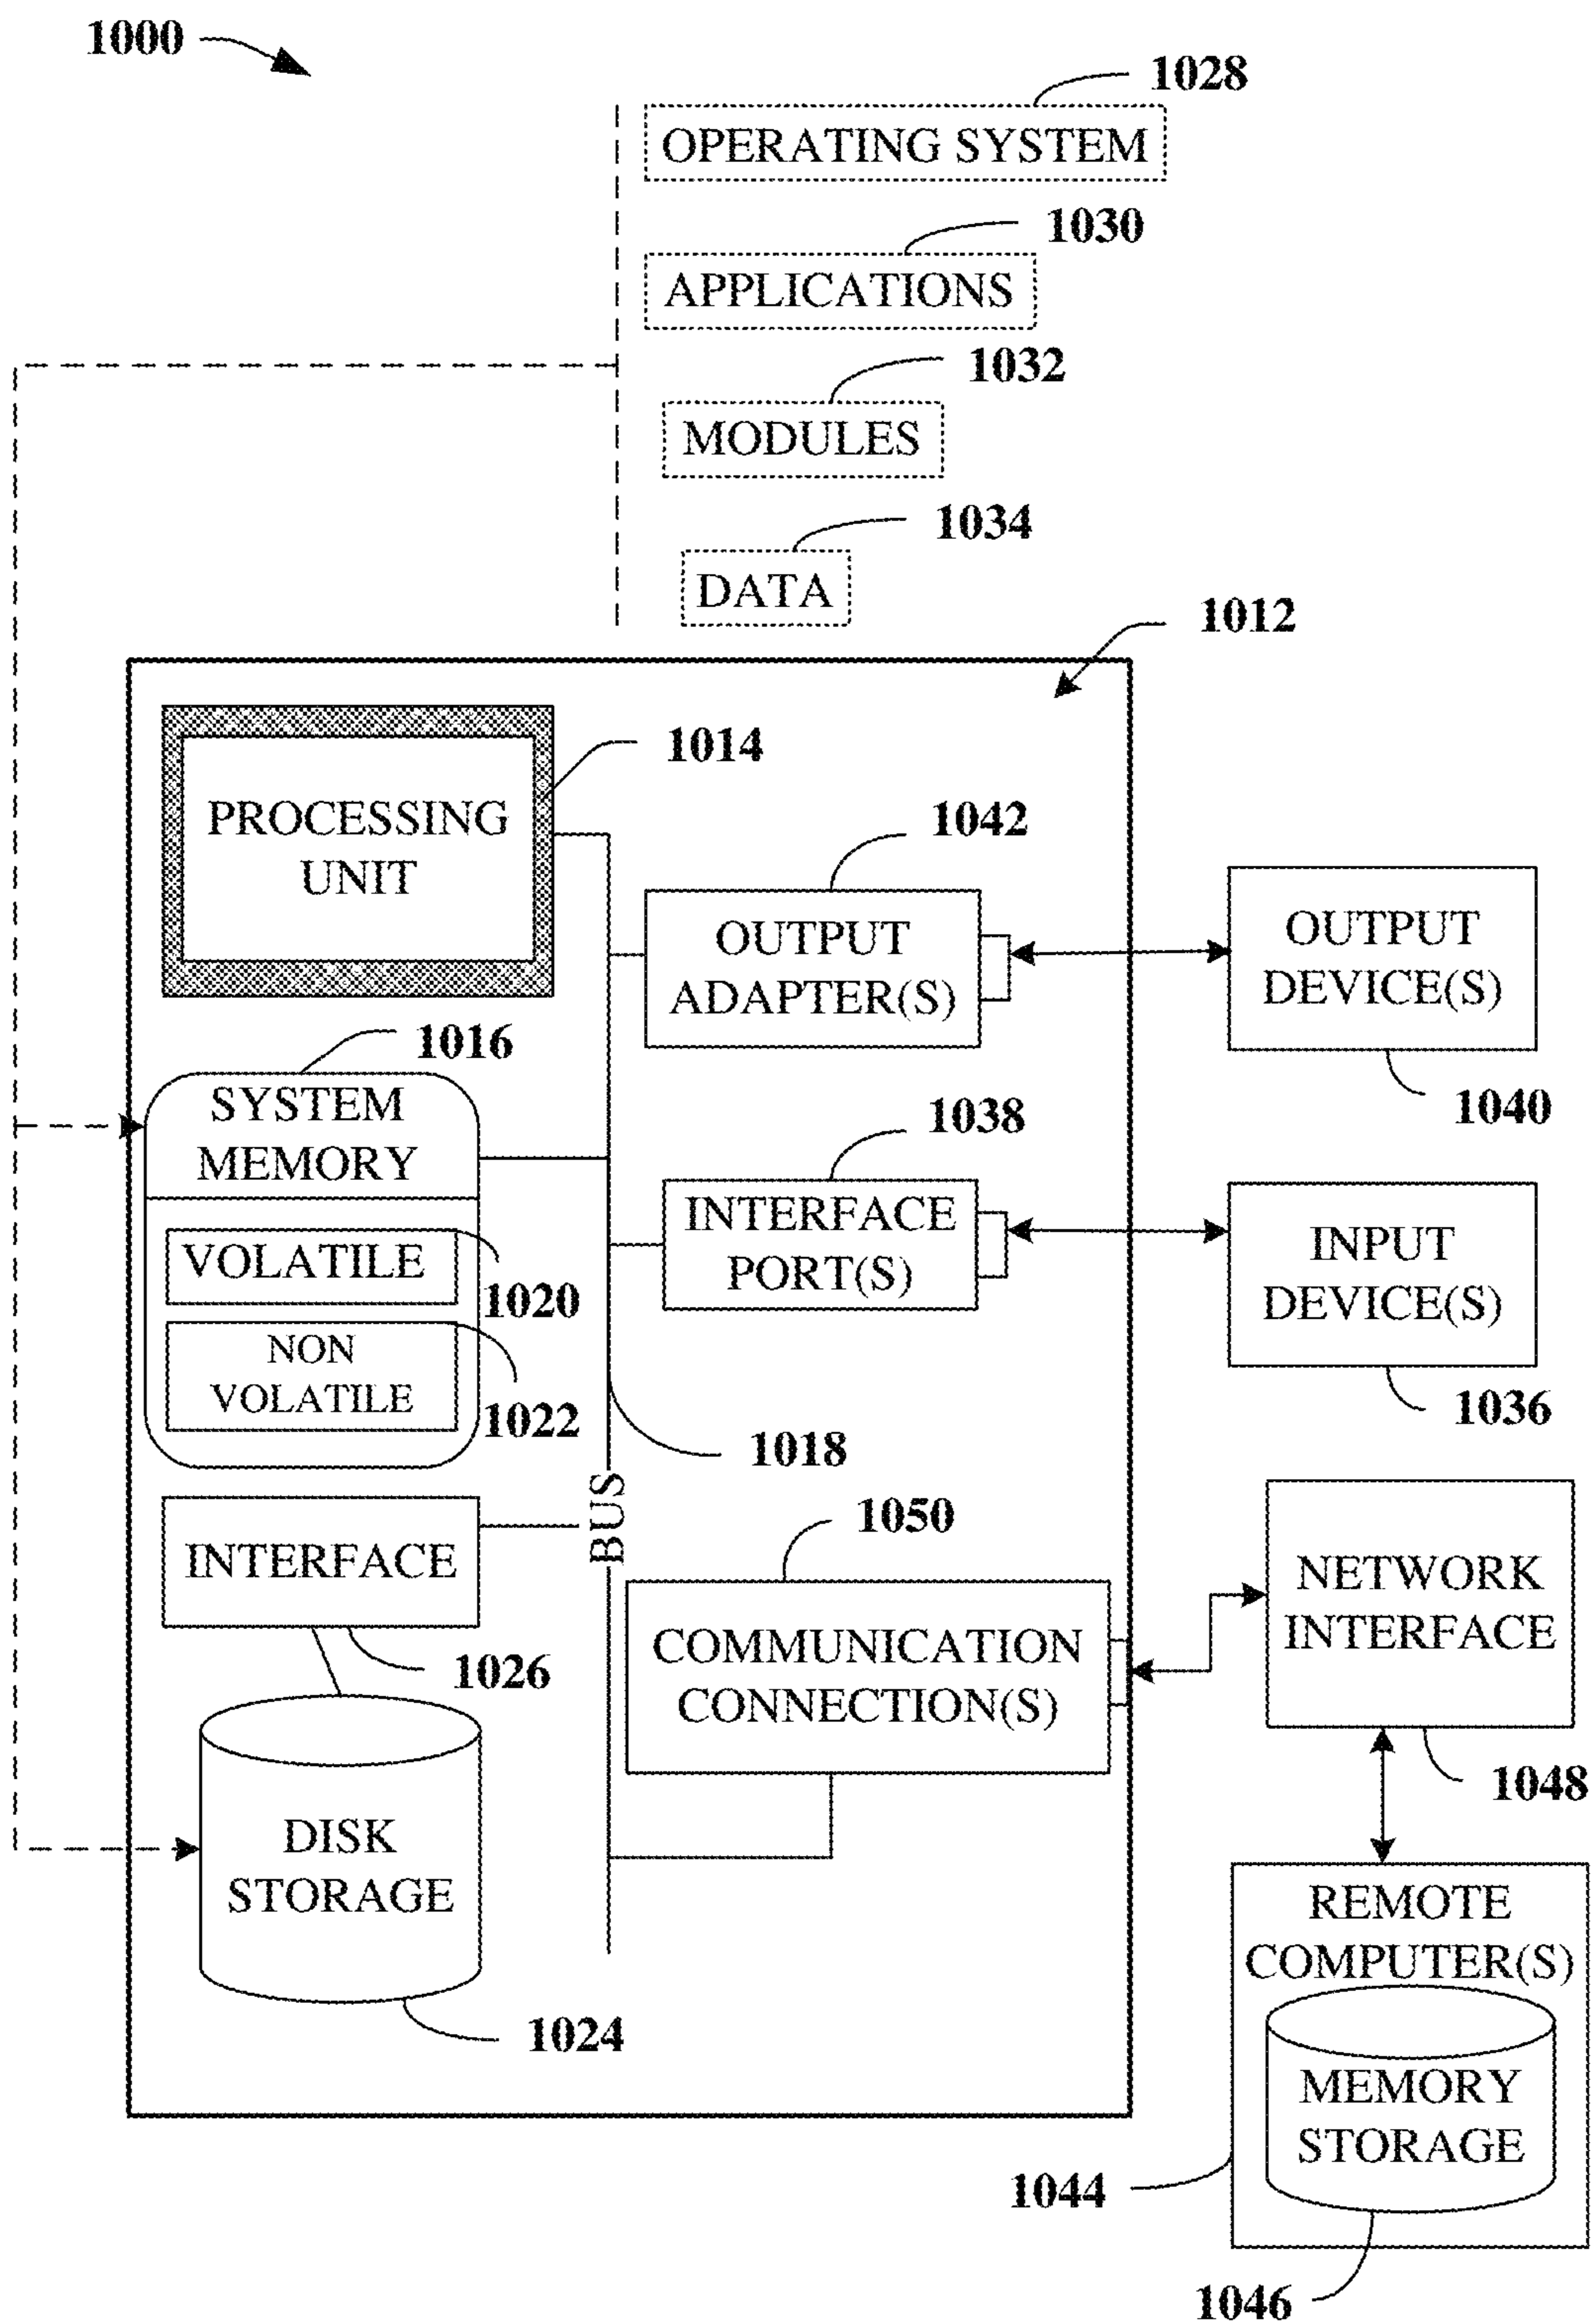 1000
1028
OPERATING SYSTEM
1030
APPLICATIONS
1032
MODULES
1034
DATA
1012
1014
PROCESSING
UNIT
1042
OUTPUT
ADAPTER(S)
OUTPUT
DEVICE(S)
1040
1016
SYSTEM
MEMORY
VOLATILE
1020
NON
VOLATILE
1022
1038
INTERFACE
PORT(S)
INPUT
DEVICE(S)
1036
1018
BUS
INTERFACE
1026
1050
COMMUNICATION
CONNECTION(S)
NETWORK
INTERFACE
1048
DISK
STORAGE
1024
REMOTE
COMPUTER(S)
MEMORY
STORAGE
1044
1046